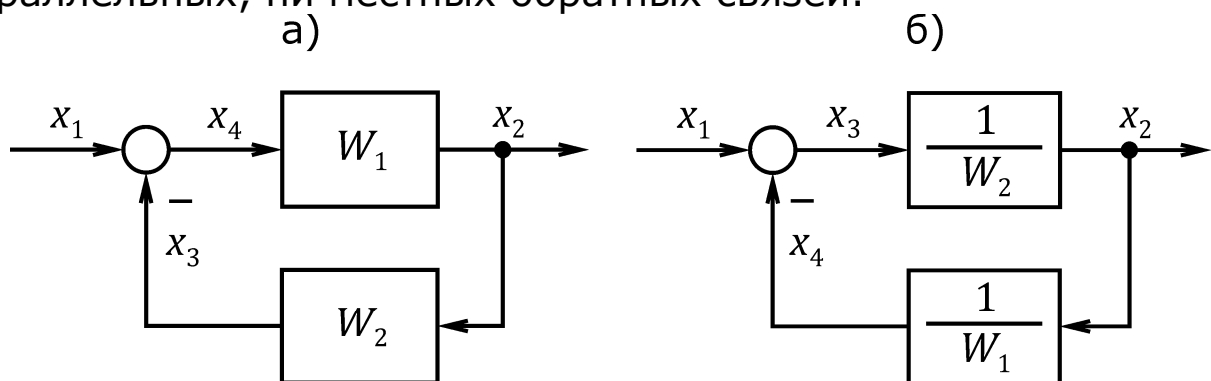 раллельных, ни местных обратных связей.
а)
x₁
x₄
W₁
x₂
x₃
W₂
б)
x₁
x₃
1
W₂
x₂
x₄
1
W₁